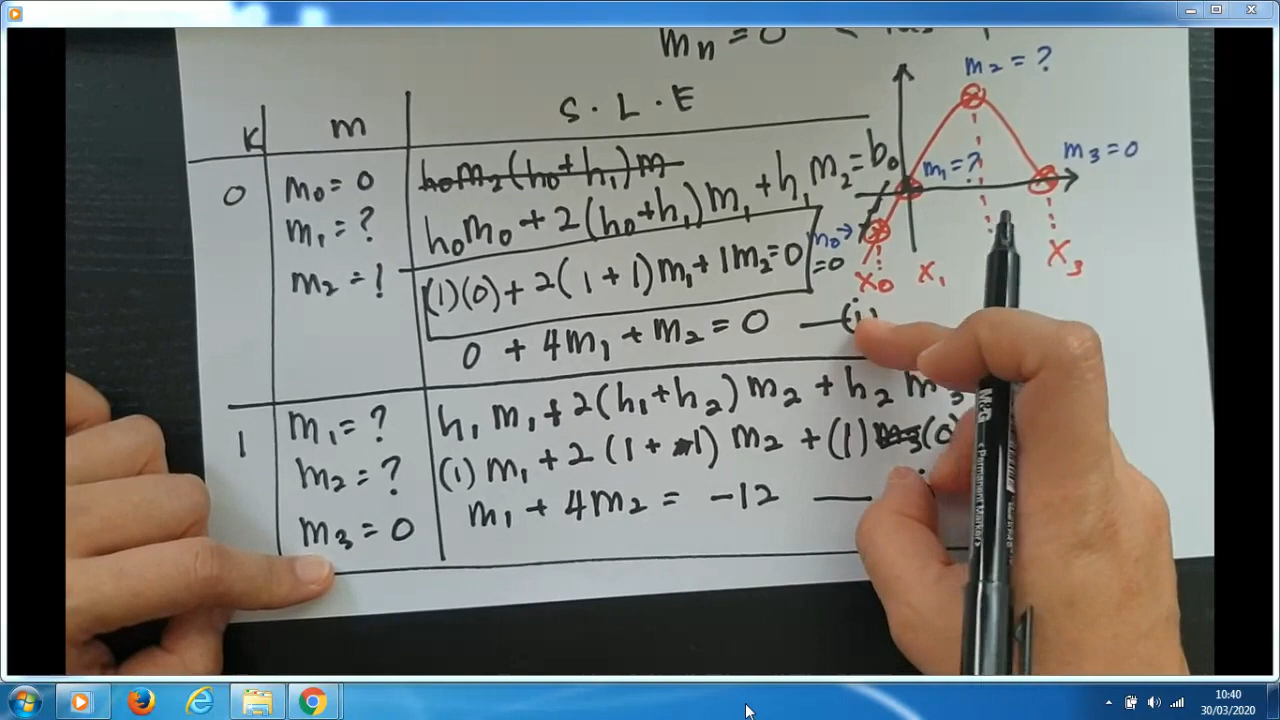 mn = 0
K m S.L.E
0 m0 = 0 h0m2(h0+h1)m
m1 = ? h0m0 + 2(h0+h1)m1 + h1m2 = b0
m2 = ! (1)(0) + 2(1+1)m1 + 1m2 = 0
0 + 4m1 + m2 = 0 — (i)
1 m1 = ? h1m1 + 2(h1+h2)m2 + h2m3
m2 = ? (1)m1 + 2(1+1)m2 + (1)m3(0)
m3 = 0 m1 + 4m2 = -12 —
m2 = ?
m3 = 0
m1 = ?
m0 → = 0
x0 x1 x3
M&G Permanent Markers
10:40
30/03/2020